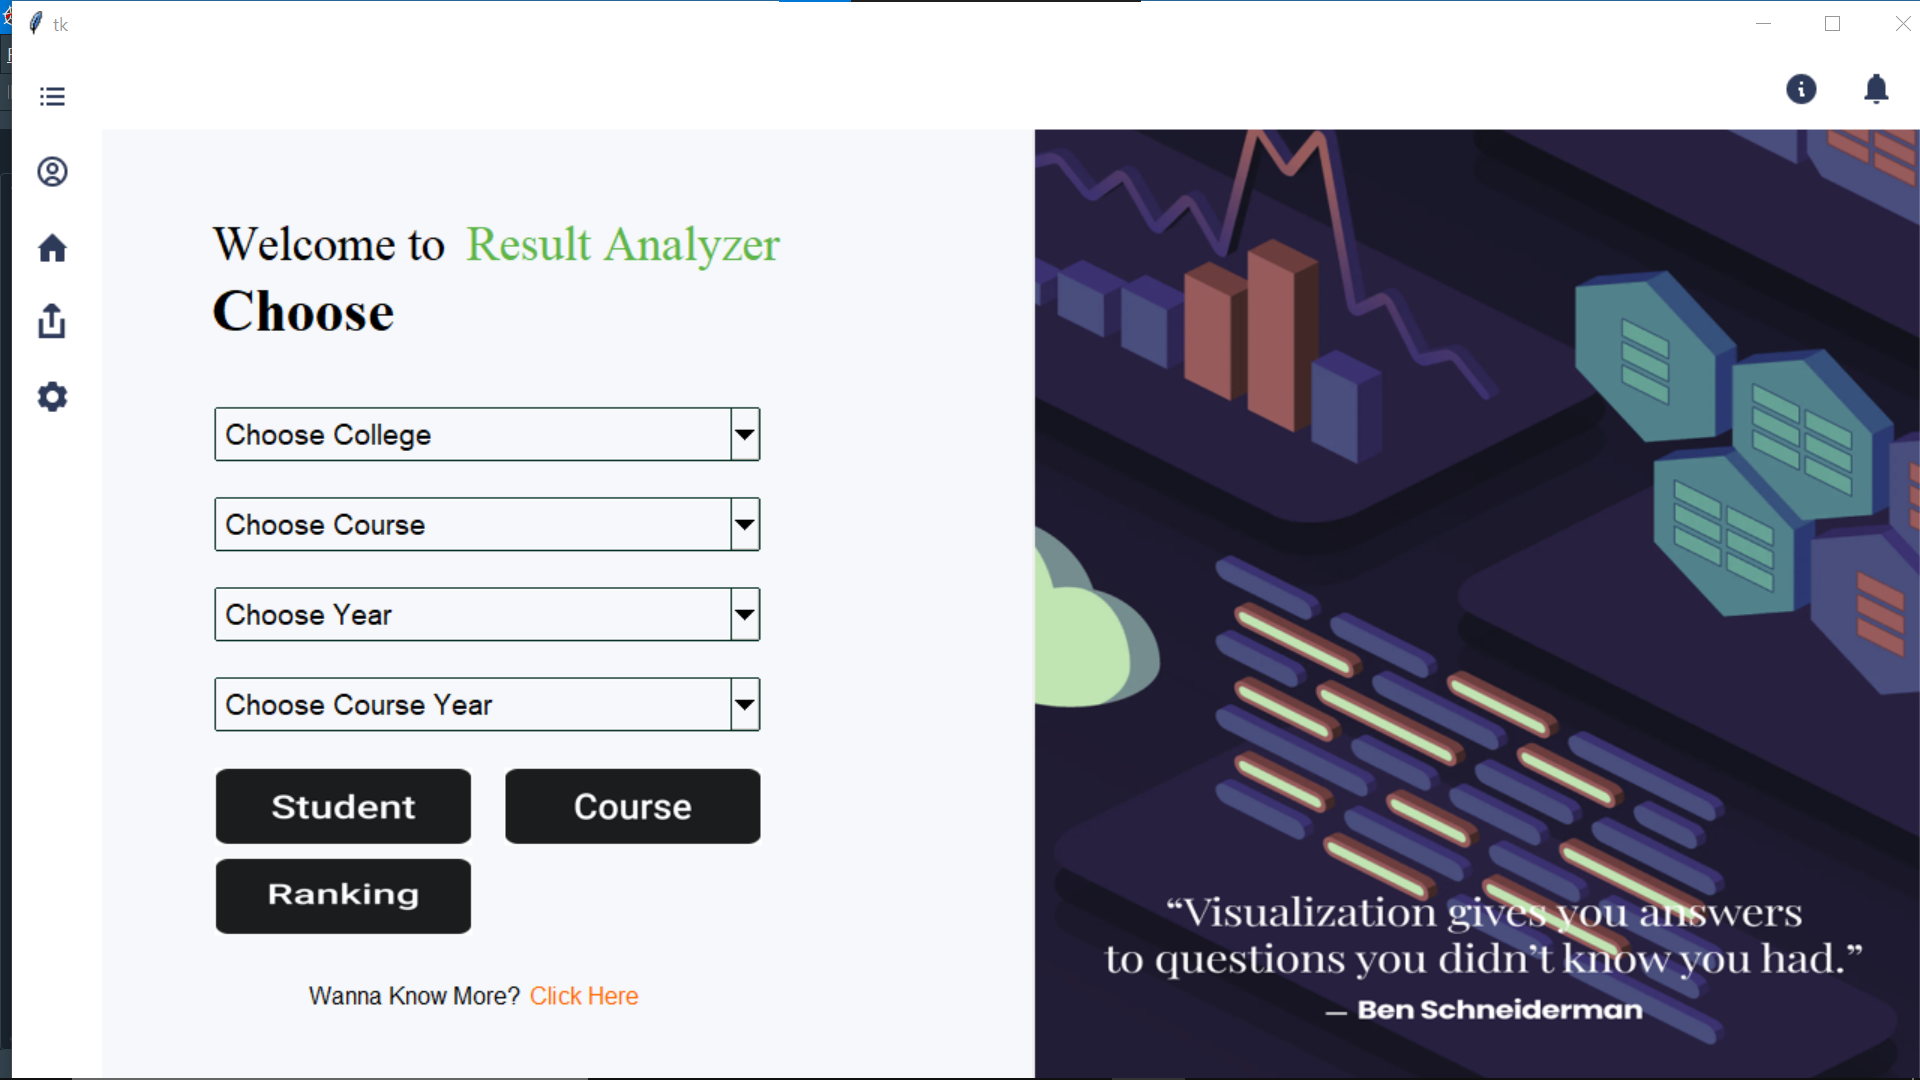 tk
Welcome to Result Analyzer
Choose
Choose College
Choose Course
Choose Year
Choose Course Year
Student
Course
Ranking
Wanna Know More? Click Here
“Visualization gives you answers
to questions you didn’t know you had.”
— Ben Schneiderman